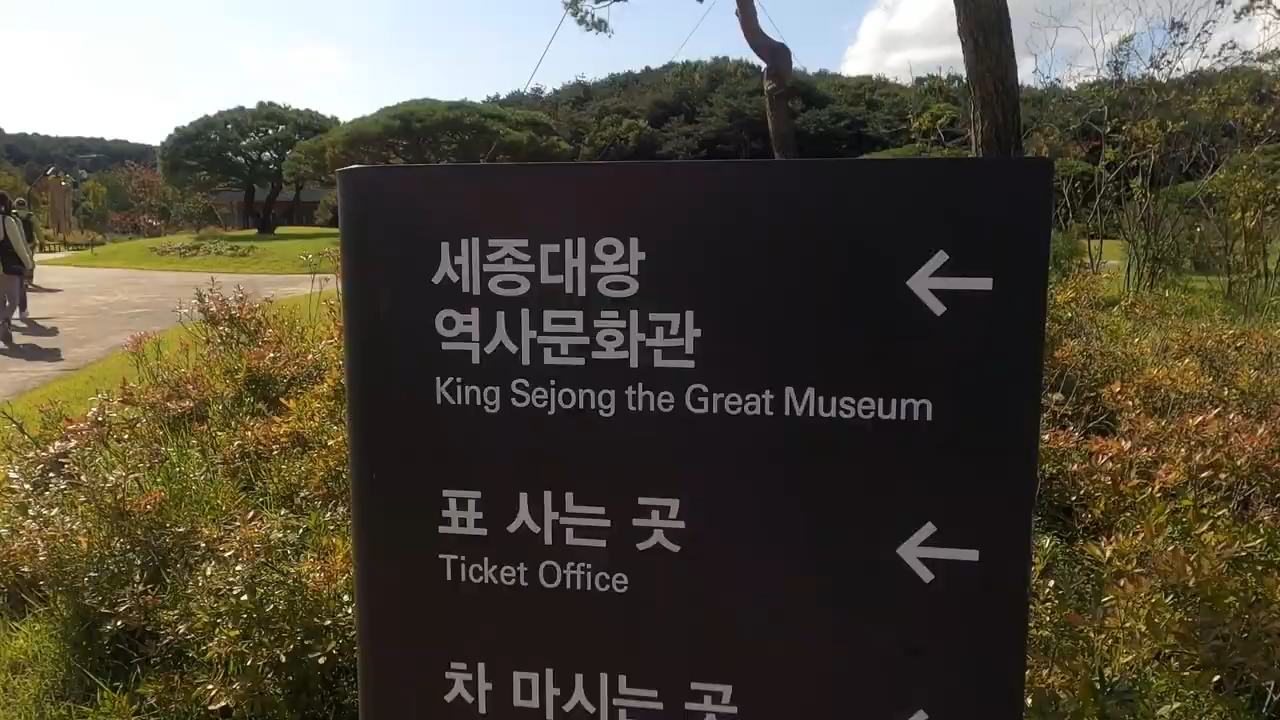 세종대왕
역사문화관
King Sejong the Great Museum
표 사는 곳
Ticket Office
차 마시는 곳